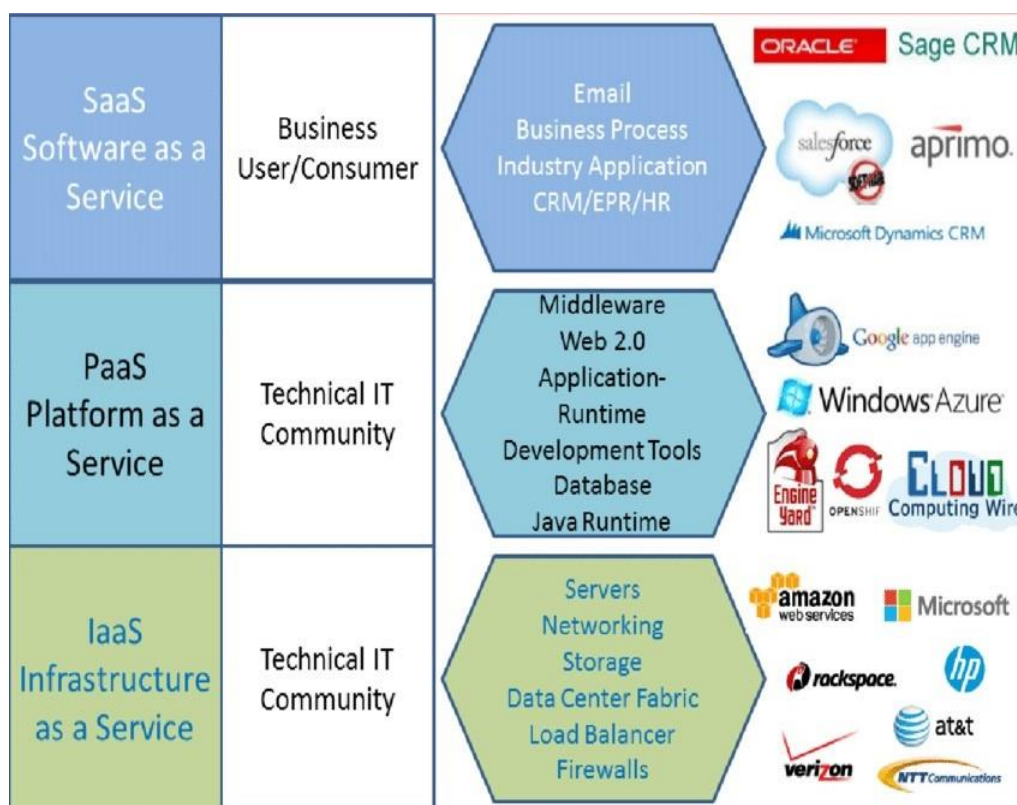 SaaS
Software as a
Service
Business
User/Consumer
Email
Business Process
Industry Application
CRM/EPR/HR
ORACLE®
Sage CRM
salesforce
SOFTWARE
aprimo.
Microsoft Dynamics CRM
PaaS
Platform as a
Service
Technical IT
Community
Middleware
Web 2.0
Application-
Runtime
Development Tools
Database
Java Runtime
Google app engine
Windows Azure
Engine
Yard
OPENSHIF
CLOUD
Computing Wire
IaaS
Infrastructure
as a Service
Technical IT
Community
Servers
Networking
Storage
Data Center Fabric
Load Balancer
Firewalls
amazon
web services
Microsoft
rackspace.
hp
at&t
verizon
NTT Communications